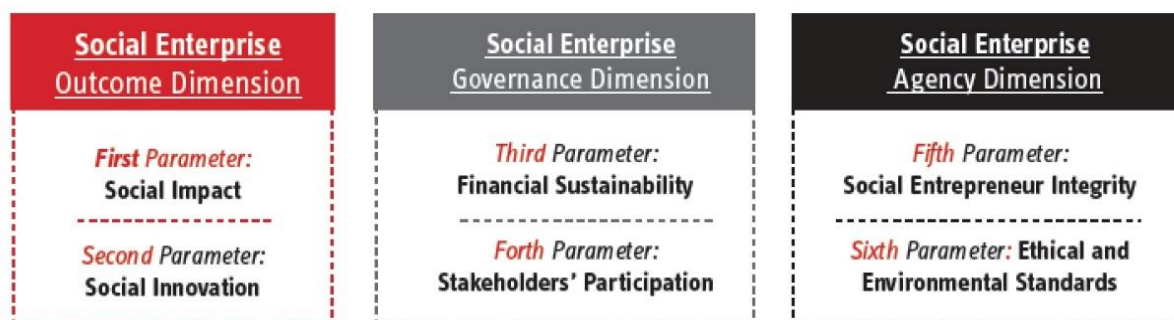 Social Enterprise
Outcome Dimension
First Parameter:
Social Impact
Second Parameter:
Social Innovation
Social Enterprise
Governance Dimension
Third Parameter:
Financial Sustainability
Forth Parameter:
Stakeholders’ Participation
Social Enterprise
Agency Dimension
Fifth Parameter:
Social Entrepreneur Integrity
Sixth Parameter: Ethical and
Environmental Standards